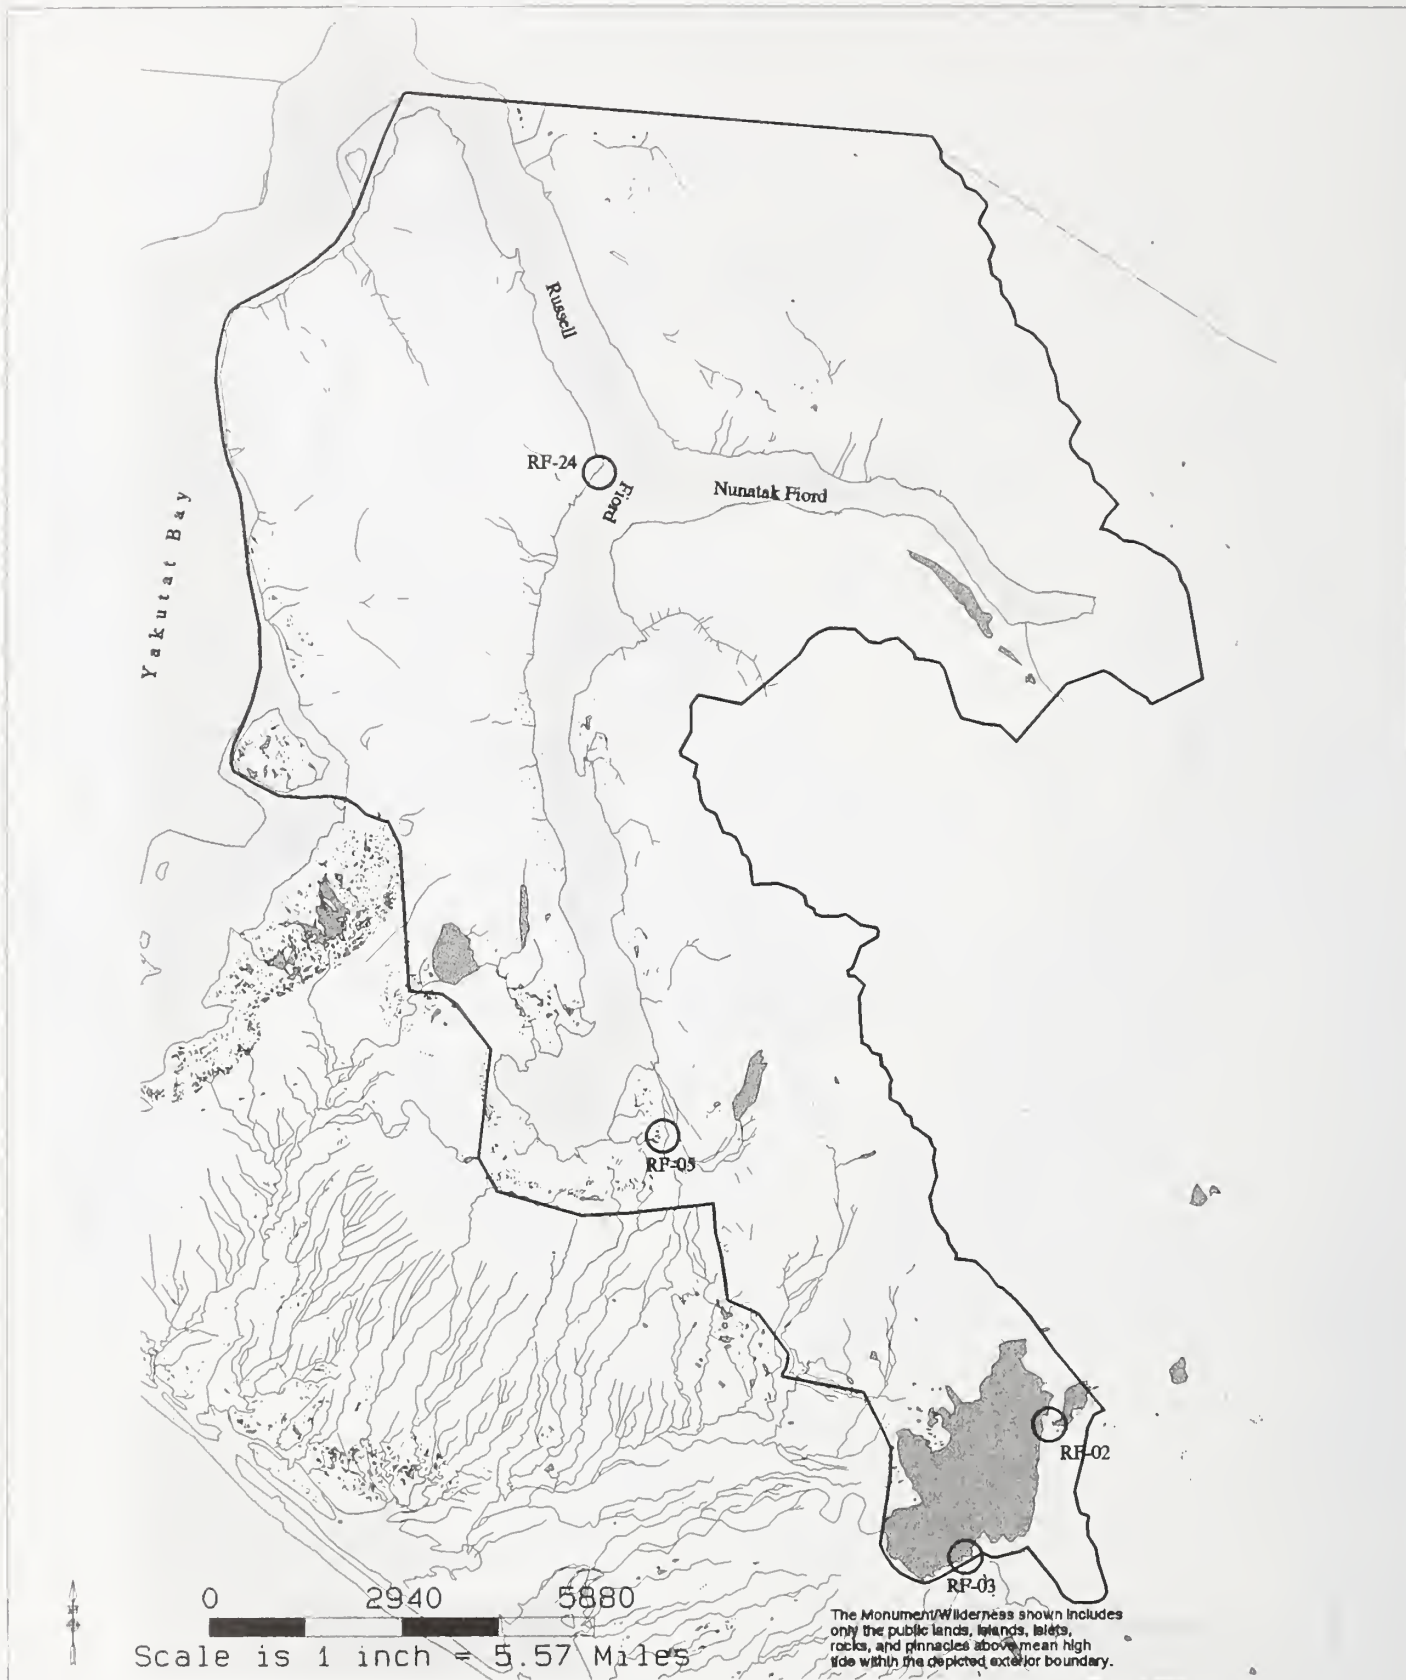 Russell
RF-24
Fiord
Nunatak Fiord
Yakutat Bay
RF-05
RF-02
RF-03
0 2940 5880
Scale is 1 inch = 5.57 Miles
The Monument/Wilderness shown includes
only the public lands, islands, islets,
rocks, and pinnacles above mean high
tide within the depicted exterior boundary.